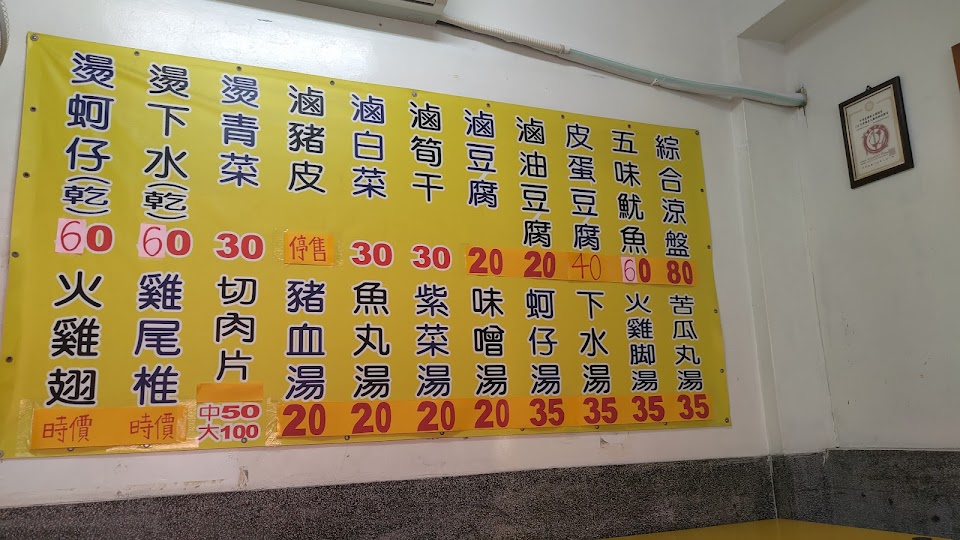 綜合涼盤 80
五味魷魚 60
皮蛋豆腐 40
滷油豆腐 20
滷豆腐 20
滷筍干 30
滷白菜 30
滷豬皮 停售
燙青菜 30
燙下水(乾) 60
燙蚵仔(乾) 60
苦瓜丸湯 35
火雞脚湯 35
下水湯 35
蚵仔湯 35
味噌湯 20
紫菜湯 20
魚丸湯 20
豬血湯 20
切肉片 中50 大100
雞尾椎 時價
火雞翅 時價